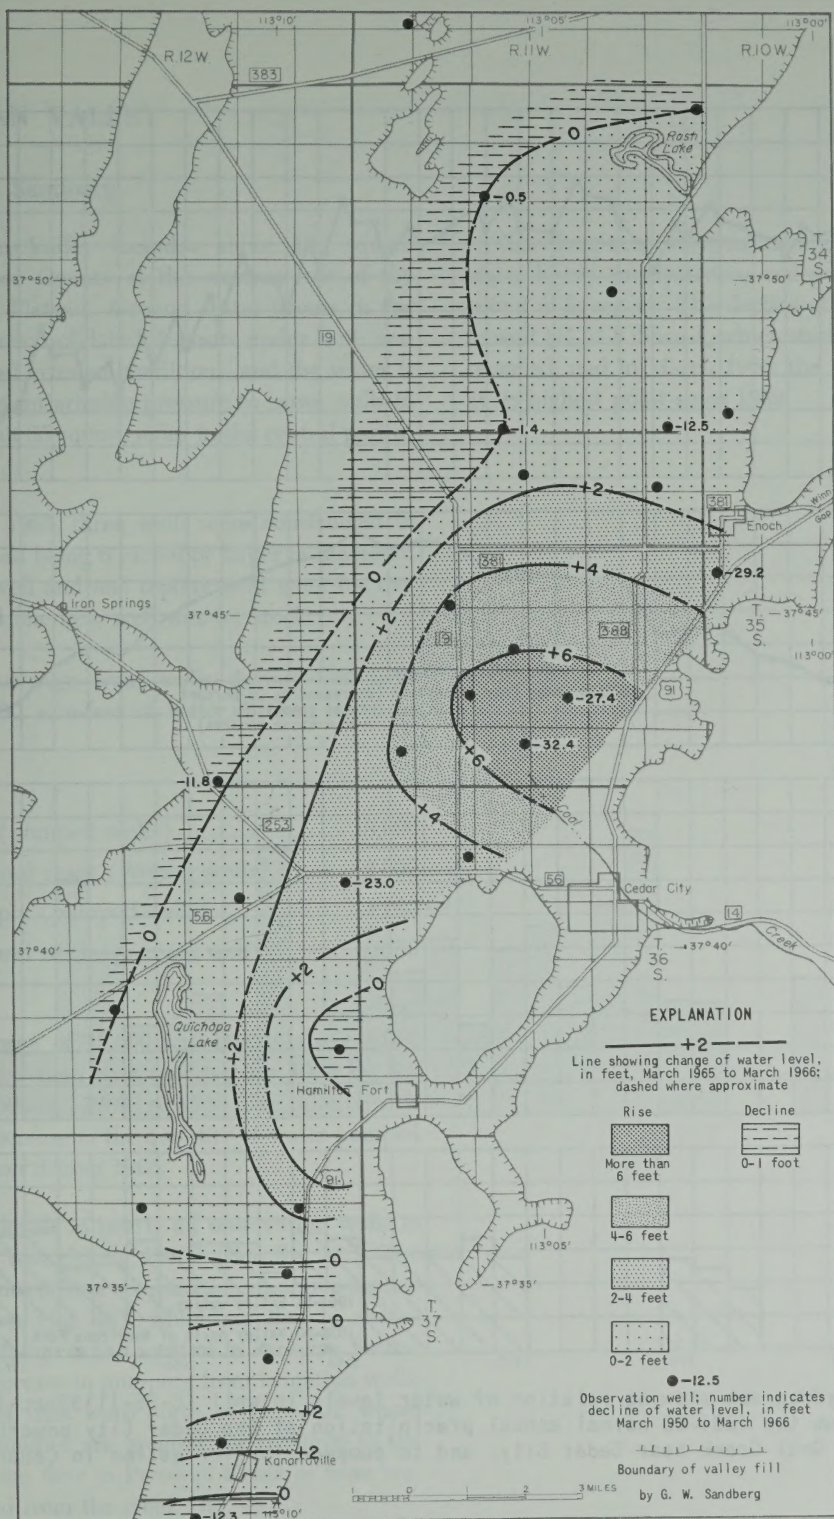 113°10'
113°05'
113°00'
R.12W.
R.11W.
R.10W.
383
0
Rush Lake
-0.5
T. 34 S.
37°50'
37°50'
19
-1.4
-12.5
+2
381
Enoch
Winn Gap
0
381
+4
-29.2
+2
Iron Springs
37°45'
19
388
T. 35 S.
37°45'
113°00'
+6
91
-27.4
-32.4
+6
-11.8
Coal
253
+4
56
-23.0
Cedar City
56
14
Creek
0
37°40'
T. 36 S.
37°40'
+2
0
Quichapa Lake
+2
Hamilton Fort
91
113°05'
0
37°35'
37°35'
0
T. 37 S.
+2
+2
Kanarraville
0
-12.3
113°10'
EXPLANATION
+2
Line showing change of water level,
in feet, March 1965 to March 1966;
dashed where approximate
Rise
Decline
More than
6 feet
0-1 foot
4-6 feet
2-4 feet
0-2 feet
-12.5
Observation well; number indicates
decline of water level, in feet
March 1950 to March 1966
Boundary of valley fill
by G. W. Sandberg
1 0 2 3 MILES